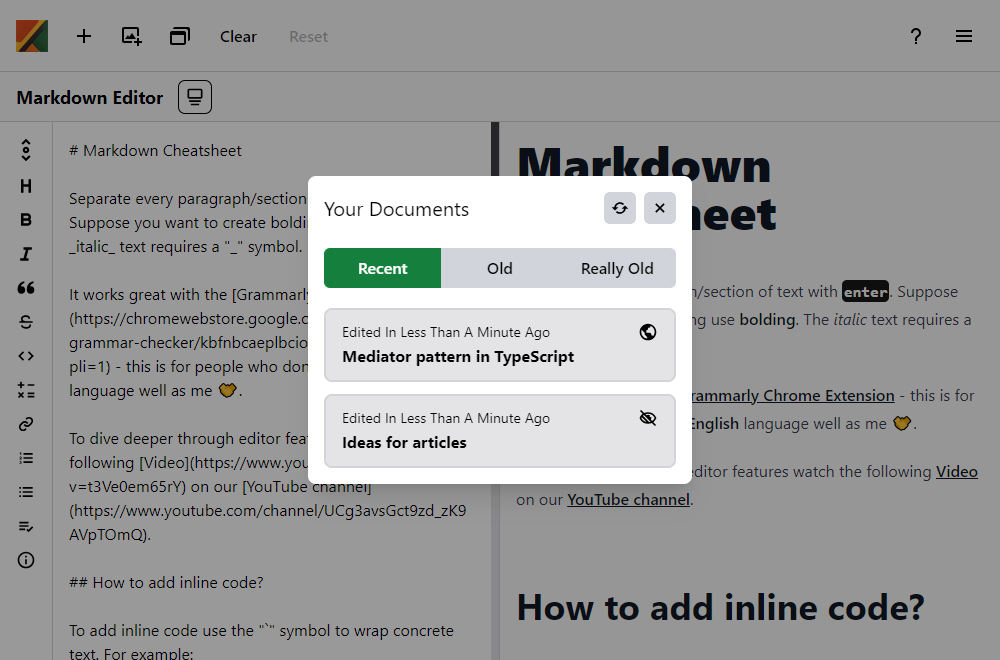 Clear
Reset
?
Markdown Editor
# Markdown Cheatsheet
Separate every paragraph/section
Suppose you want to create
_italic_ text requires a "_" symbol.
It works great with the [Grammarly
(https://chromewebstore.google.c
grammar-checker/kbfnbcaeplbcio
pli=1) - this is for people who don
language well as me 💛.
To dive deeper through editor
following [Video](https://www.you
v=t3Ve0em65rY) on our [YouTube channel]
(https://www.youtube.com/channel/UCg3avsGct9zd_zK9
AVpTOmQ).
## How to add inline code?
To add inline code use the "`" symbol to wrap concrete
text. For example:
H
B
I
S
Your Documents
Recent
Old
Really Old
Edited In Less Than A Minute Ago
Mediator pattern in TypeScript
Edited In Less Than A Minute Ago
Ideas for articles
Markdown
heet
n/section of text with enter. Suppose
ng use bolding. The italic text requires a
rammarly Chrome Extension - this is for
English language well as me 💛.
editor features watch the following Video
on our YouTube channel.
How to add inline code?